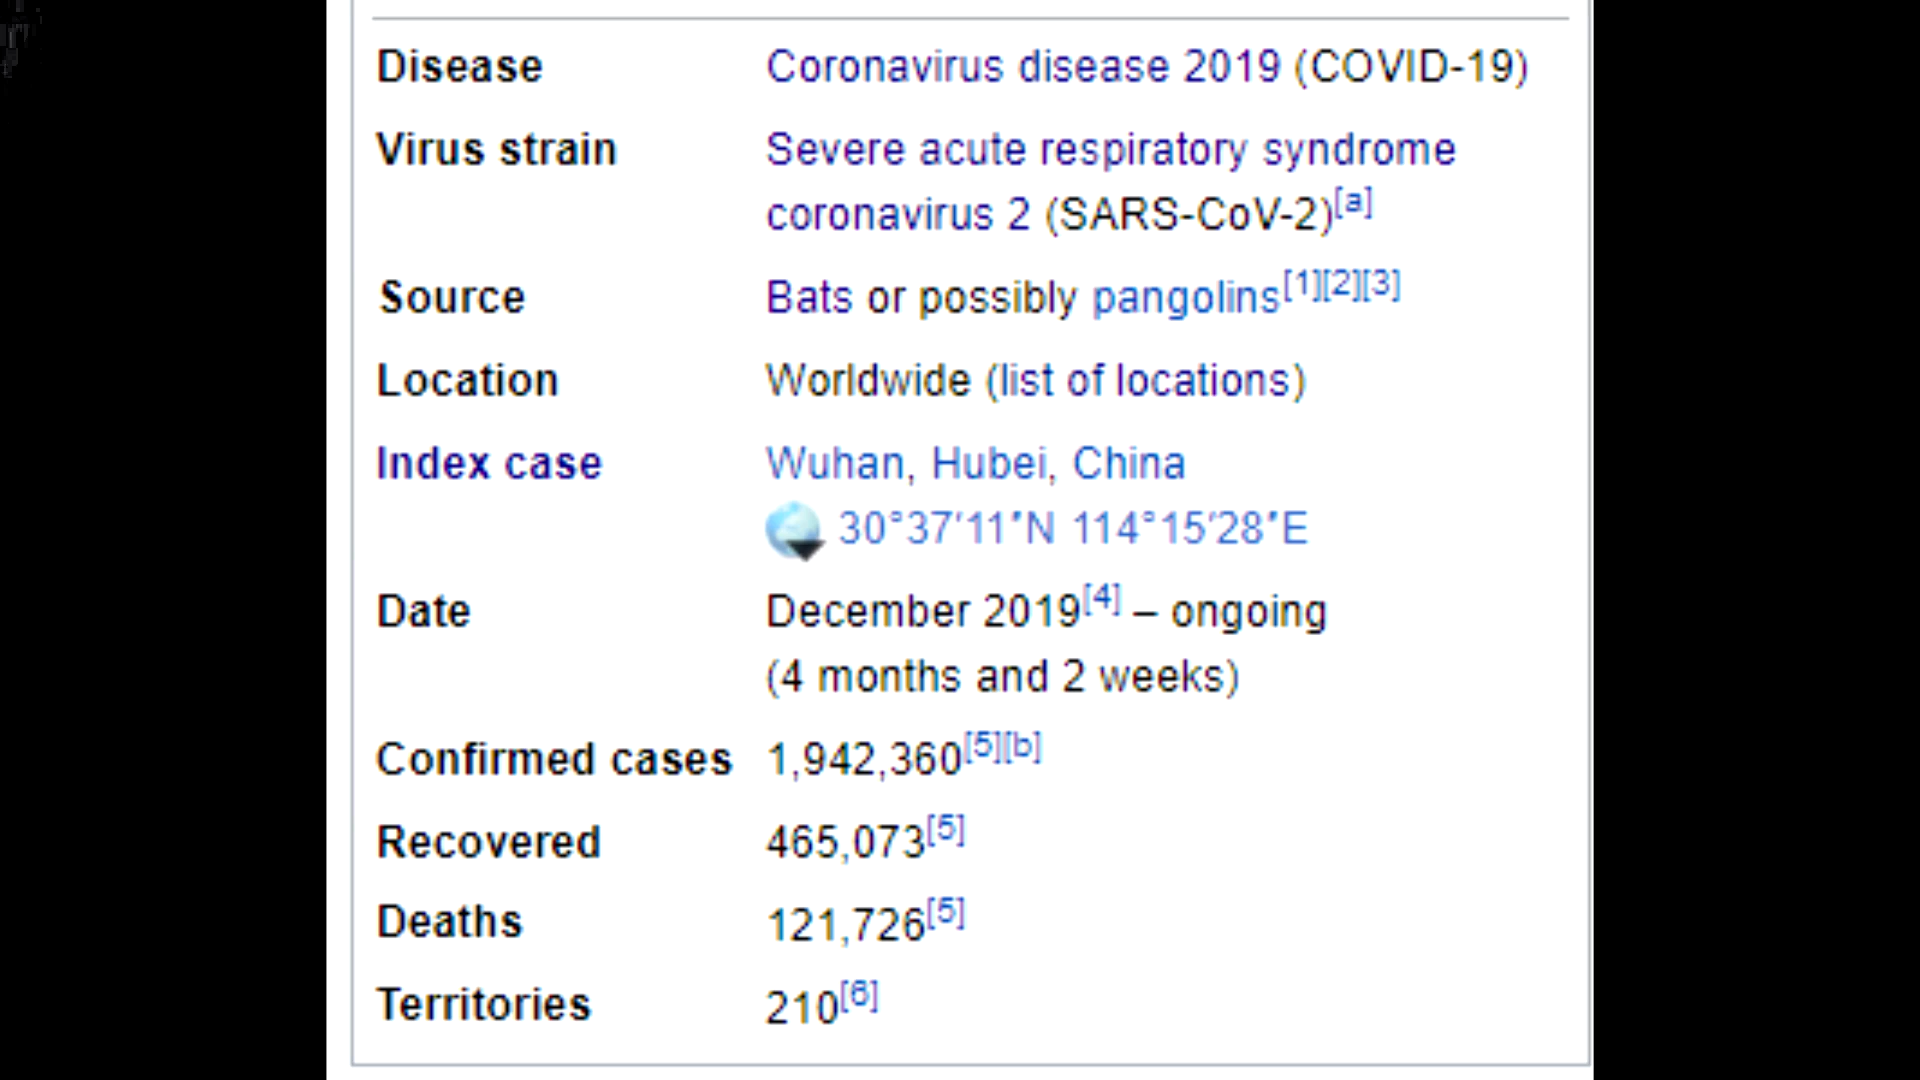 Disease Coronavirus disease 2019 (COVID-19)
Virus strain Severe acute respiratory syndrome
coronavirus 2 (SARS-CoV-2)[a]
Source Bats or possibly pangolins[1][2][3]
Location Worldwide (list of locations)
Index case Wuhan, Hubei, China
30°37′11″N 114°15′28″E
Date December 2019[4] – ongoing
(4 months and 2 weeks)
Confirmed cases 1,942,360[5][b]
Recovered 465,073[5]
Deaths 121,726[5]
Territories 210[6]